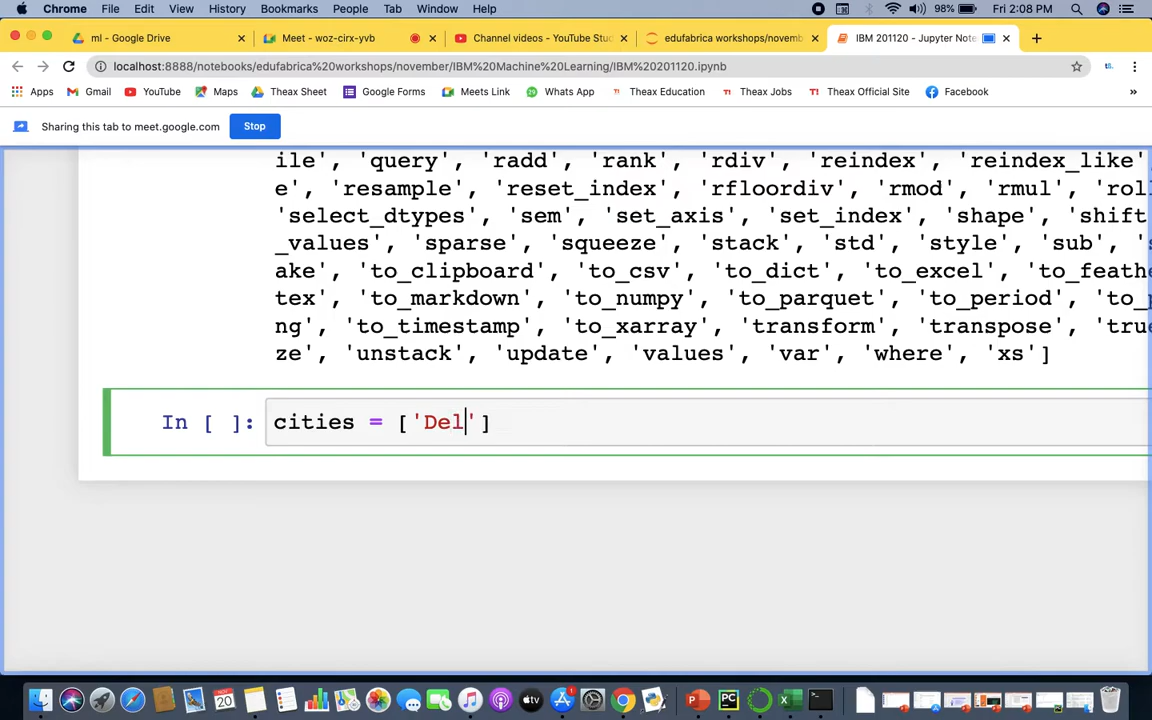 Chrome File Edit View History Bookmarks People Tab Window Help 98% Fri 2:08 PM
ml - Google Drive Meet - woz-cirx-yvb Channel videos - YouTube Stu edufabrica workshops/novemb IBM 201120 - Jupyter Note
localhost:8888/notebooks/edufabrica%20workshops/november/IBM%20Machine%20Learning/IBM%20201120.ipynb
Apps Gmail YouTube Maps Theax Sheet Google Forms Meets Link Whats App Theax Education Theax Jobs Theax Official Site Facebook »
Sharing this tab to meet.google.com Stop
ile', 'query', 'radd', 'rank', 'rdiv', 'reindex', 'reindex_like'
e', 'resample', 'reset_index', 'rfloordiv', 'rmod', 'rmul', 'rol
'select_dtypes', 'sem', 'set_axis', 'set_index', 'shape', 'shift
_values', 'sparse', 'squeeze', 'stack', 'std', 'style', 'sub', '
ake', 'to_clipboard', 'to_csv', 'to_dict', 'to_excel', 'to_feathe
tex', 'to_markdown', 'to_numpy', 'to_parquet', 'to_period', 'to_p
ng', 'to_timestamp', 'to_xarray', 'transform', 'transpose', 'true
ze', 'unstack', 'update', 'values', 'var', 'where', 'xs']
In [ ]: cities = ['Del']